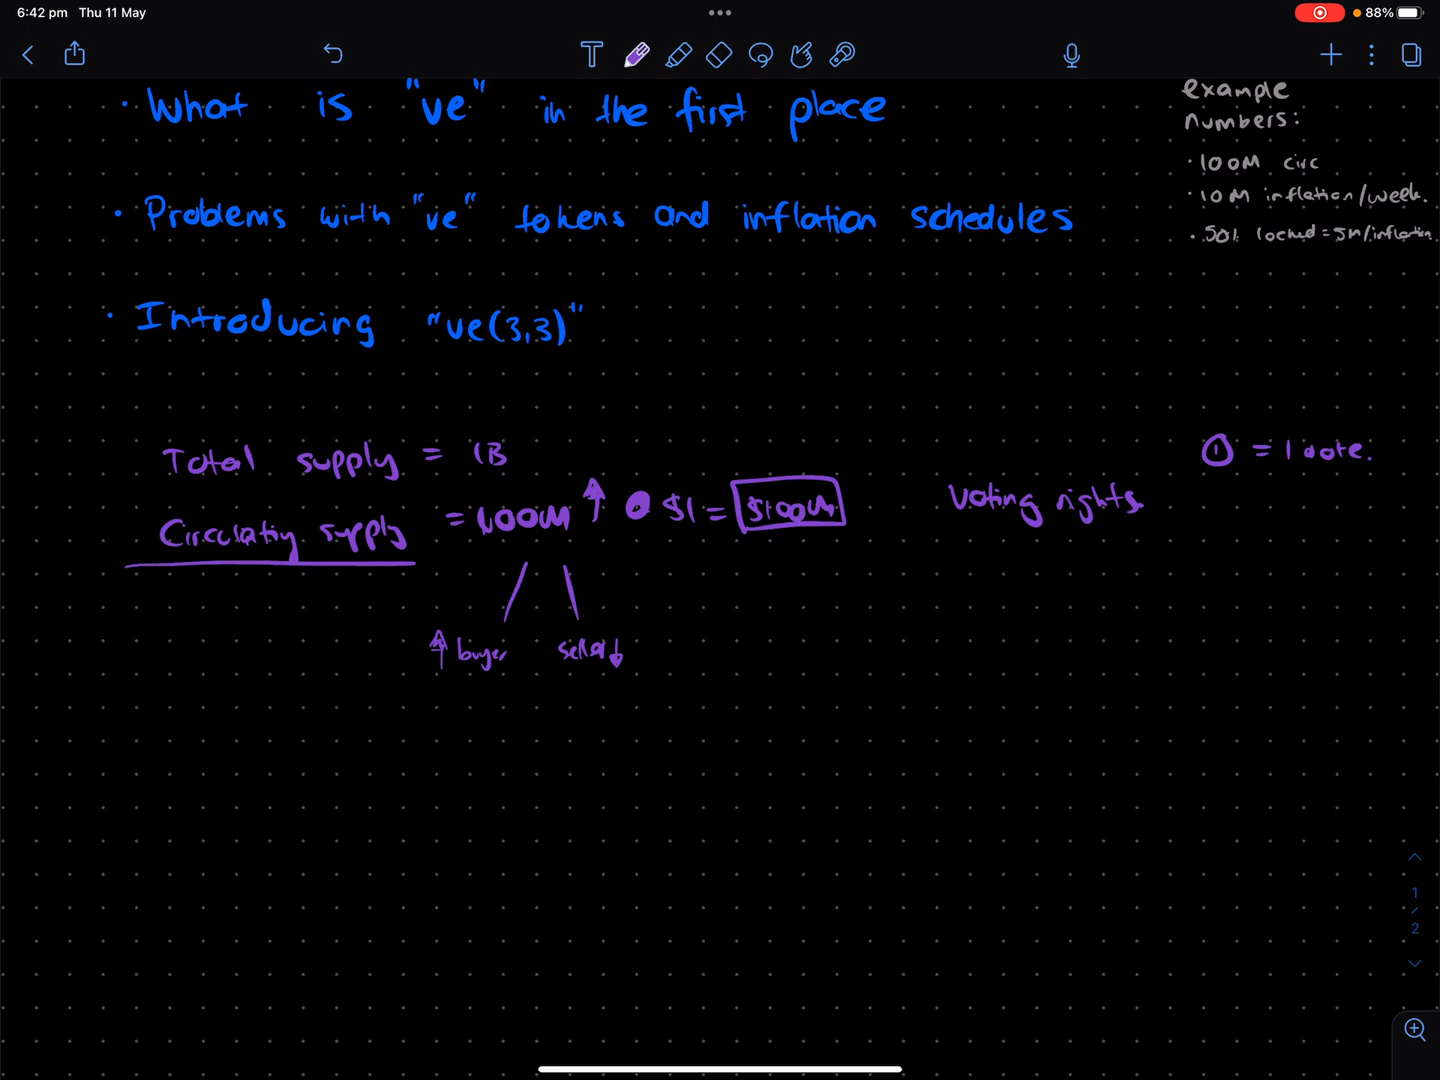 6:42 pm Thu 11 May
88%
T
• What is "ve" in the first place
• Problems with "ve" tokens and inflation schedules
• Introducing "ve(3,3)"
example
numbers:
• 100M circ
• 10M inflation/week.
• 50% locked = 5M/inflation
Total supply = 1B
Circulating supply = 100M ↑ @ $1 = $100M
↑ buyer seller ↓
Voting rights
① = 1 vote.
1
/
2